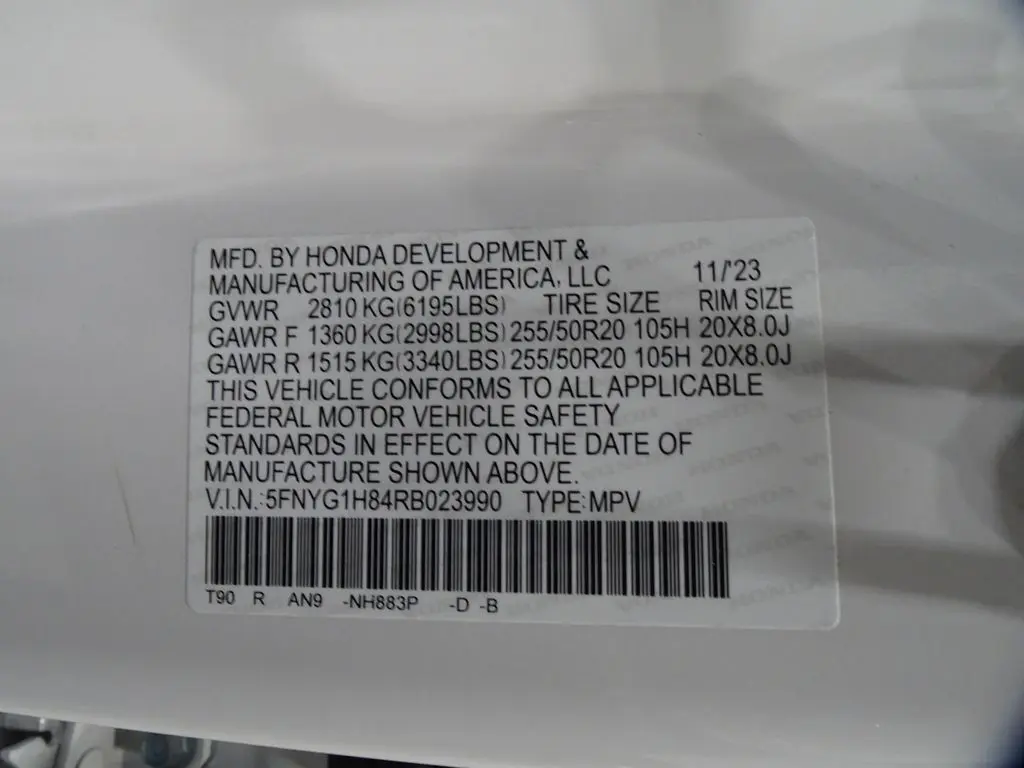 MFD. BY HONDA DEVELOPMENT &
MANUFACTURING OF AMERICA, LLC 11/'23
GVWR 2810 KG(6195LBS) TIRE SIZE RIM SIZE
GAWR F 1360 KG(2998LBS) 255/50R20 105H 20X8.0J
GAWR R 1515 KG(3340LBS) 255/50R20 105H 20X8.0J
THIS VEHICLE CONFORMS TO ALL APPLICABLE
FEDERAL MOTOR VEHICLE SAFETY
STANDARDS IN EFFECT ON THE DATE OF
MANUFACTURE SHOWN ABOVE.
V.I.N.:5FNYG1H84RB023990 TYPE:MPV
T90 R AN9 -NH883P -D -B